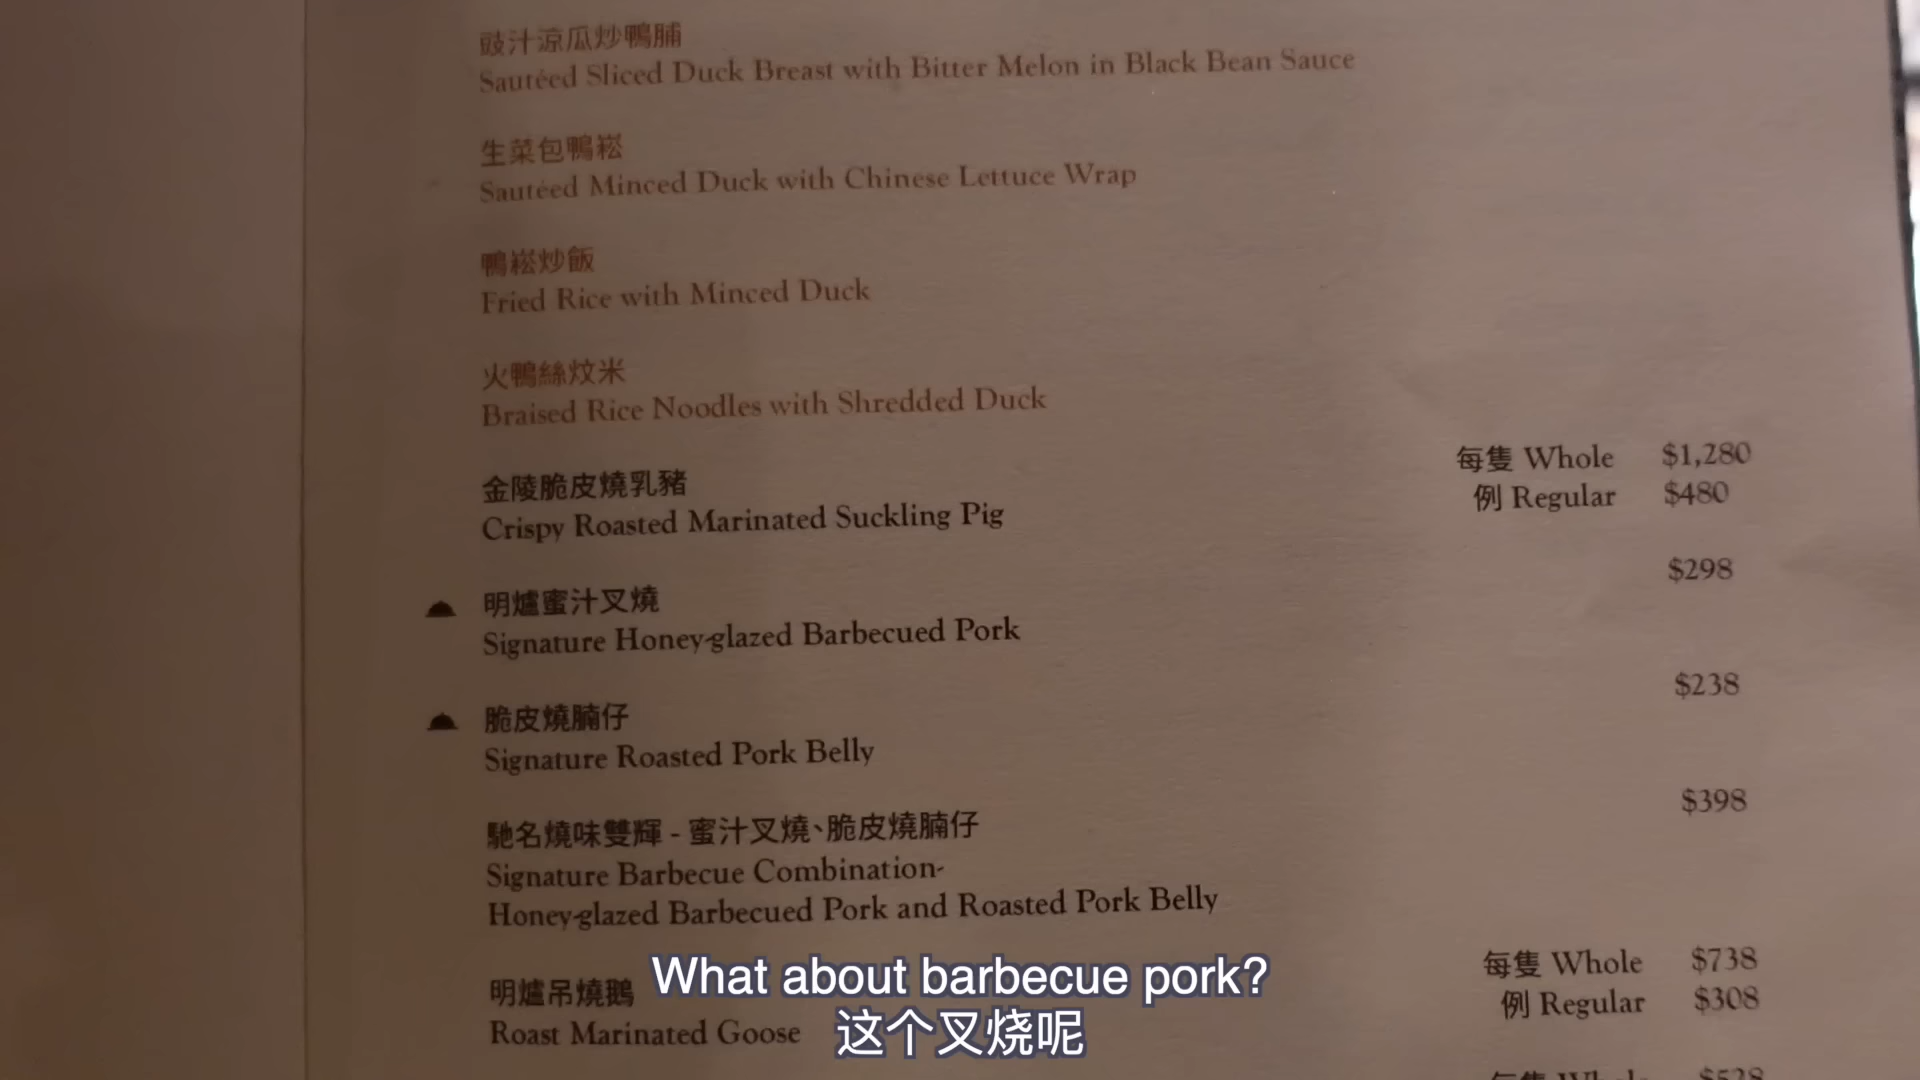 豉汁涼瓜炒鴨脯
Sautéed Sliced Duck Breast with Bitter Melon in Black Bean Sauce
生菜包鴨崧
Sautéed Minced Duck with Chinese Lettuce Wrap
鴨崧炒飯
Fried Rice with Minced Duck
火鴨絲炆米
Braised Rice Noodles with Shredded Duck
金陵脆皮燒乳豬 每隻 Whole $1,280
Crispy Roasted Marinated Suckling Pig 例 Regular $480
明爐蜜汁叉燒 $298
Signature Honey-glazed Barbecued Pork
脆皮燒腩仔 $238
Signature Roasted Pork Belly
馳名燒味雙輝 - 蜜汁叉燒、脆皮燒腩仔 $398
Signature Barbecue Combination-
Honey-glazed Barbecued Pork and Roasted Pork Belly
明爐吊燒鵝 每隻 Whole $738
Roast Marinated Goose 例 Regular $308
What about barbecue pork?
这个叉烧呢